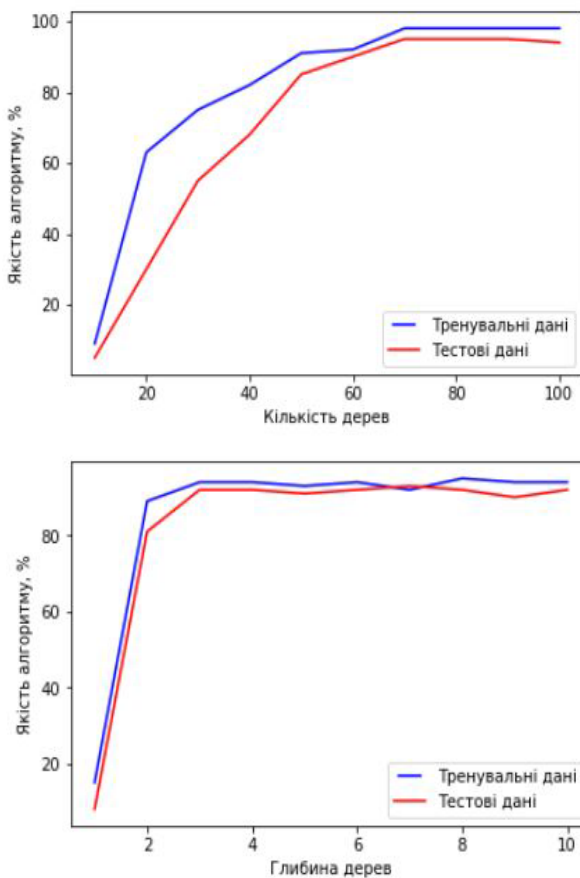 100
80
60
40
20
Якість алгоритму, %
Тренувальні дані
Тестові дані
20 40 60 80 100
Кількість дерев
80
60
40
20
Якість алгоритму, %
Тренувальні дані
Тестові дані
2 4 6 8 10
Глибина дерев